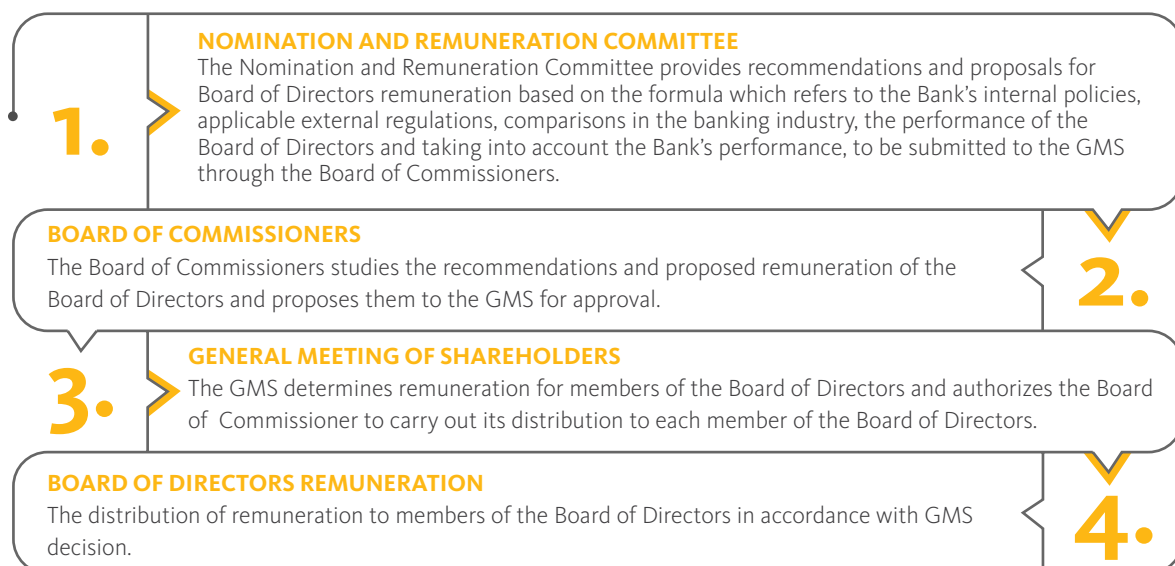 1.
NOMINATION AND REMUNERATION COMMITTEE
The Nomination and Remuneration Committee provides recommendations and proposals for
Board of Directors remuneration based on the formula which refers to the Bank's internal policies,
applicable external regulations, comparisons in the banking industry, the performance of the
Board of Directors and taking into account the Bank's performance, to be submitted to the GMS
through the Board of Commissioners.
2.
BOARD OF COMMISSIONERS
The Board of Commissioners studies the recommendations and proposed remuneration of the
Board of Directors and proposes them to the GMS for approval.
3.
GENERAL MEETING OF SHAREHOLDERS
The GMS determines remuneration for members of the Board of Directors and authorizes the Board
of Commissioner to carry out its distribution to each member of the Board of Directors.
4.
BOARD OF DIRECTORS REMUNERATION
The distribution of remuneration to members of the Board of Directors in accordance with GMS
decision.